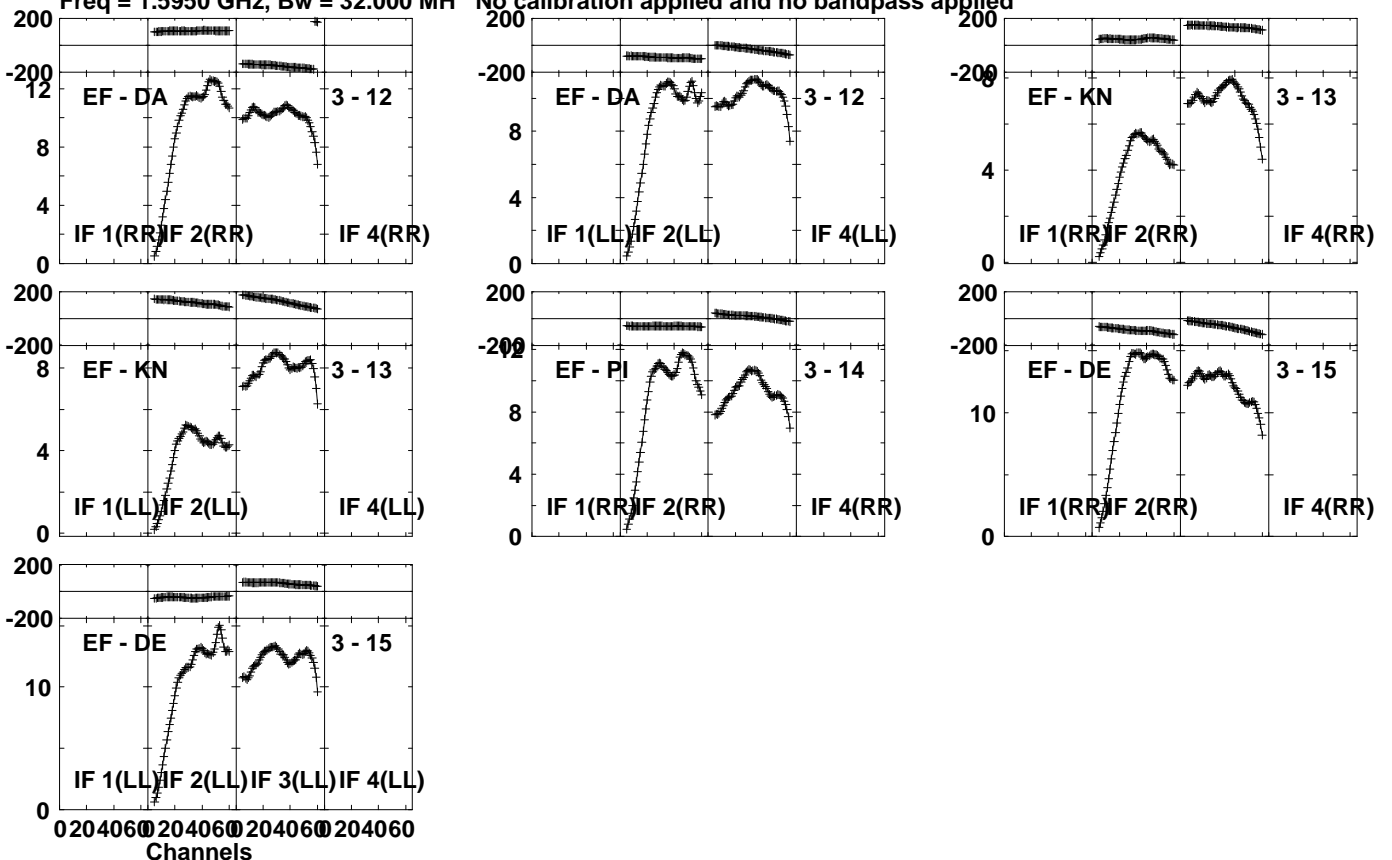 Freq = 1.5950 GHz, Bw = 32.000 MH No calibration applied and no bandpass applied
200
-200
12
8
4
0
EF - DA
3 - 12
IF 1(RR)
IF 2(RR)
IF 4(RR)
200
-200
8
4
0
EF - DA
3 - 12
IF 1(LL)
IF 2(LL)
IF 4(LL)
200
-200
8
4
0
EF - KN
3 - 13
IF 1(RR)
IF 2(RR)
IF 4(RR)
200
-200
8
4
0
EF - KN
3 - 13
IF 1(LL)
IF 2(LL)
IF 4(LL)
200
-200
12
8
4
0
EF - PI
3 - 14
IF 1(RR)
IF 2(RR)
IF 4(RR)
200
-200
10
0
EF - DE
3 - 15
IF 1(RR)
IF 2(RR)
IF 4(RR)
200
-200
10
0
EF - DE
3 - 15
IF 1(LL)
IF 2(LL)
IF 3(LL)
IF 4(LL)
0 20 40 60 0 20 40 60 0 20 40 60 0 20 40 60
Channels